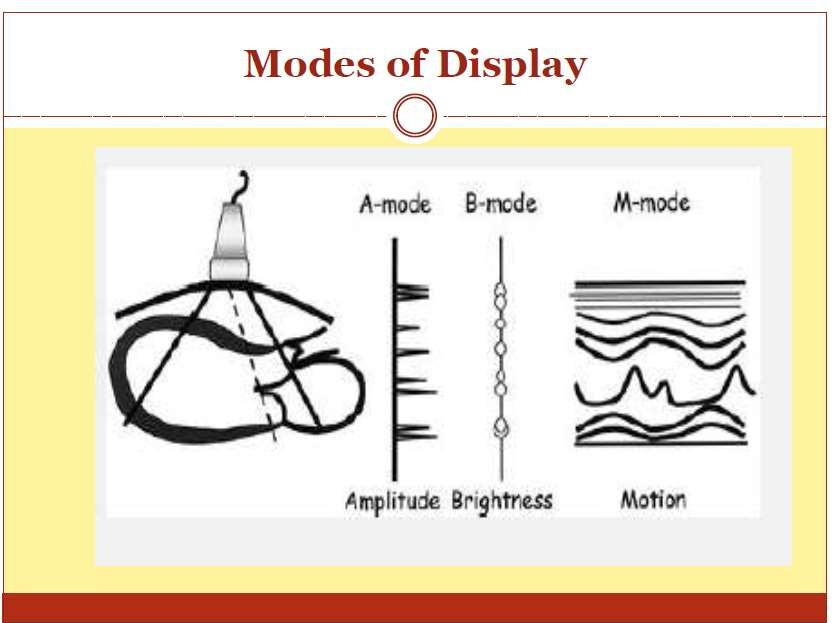 Modes of Display
A-mode B-mode M-mode
Amplitude Brightness Motion